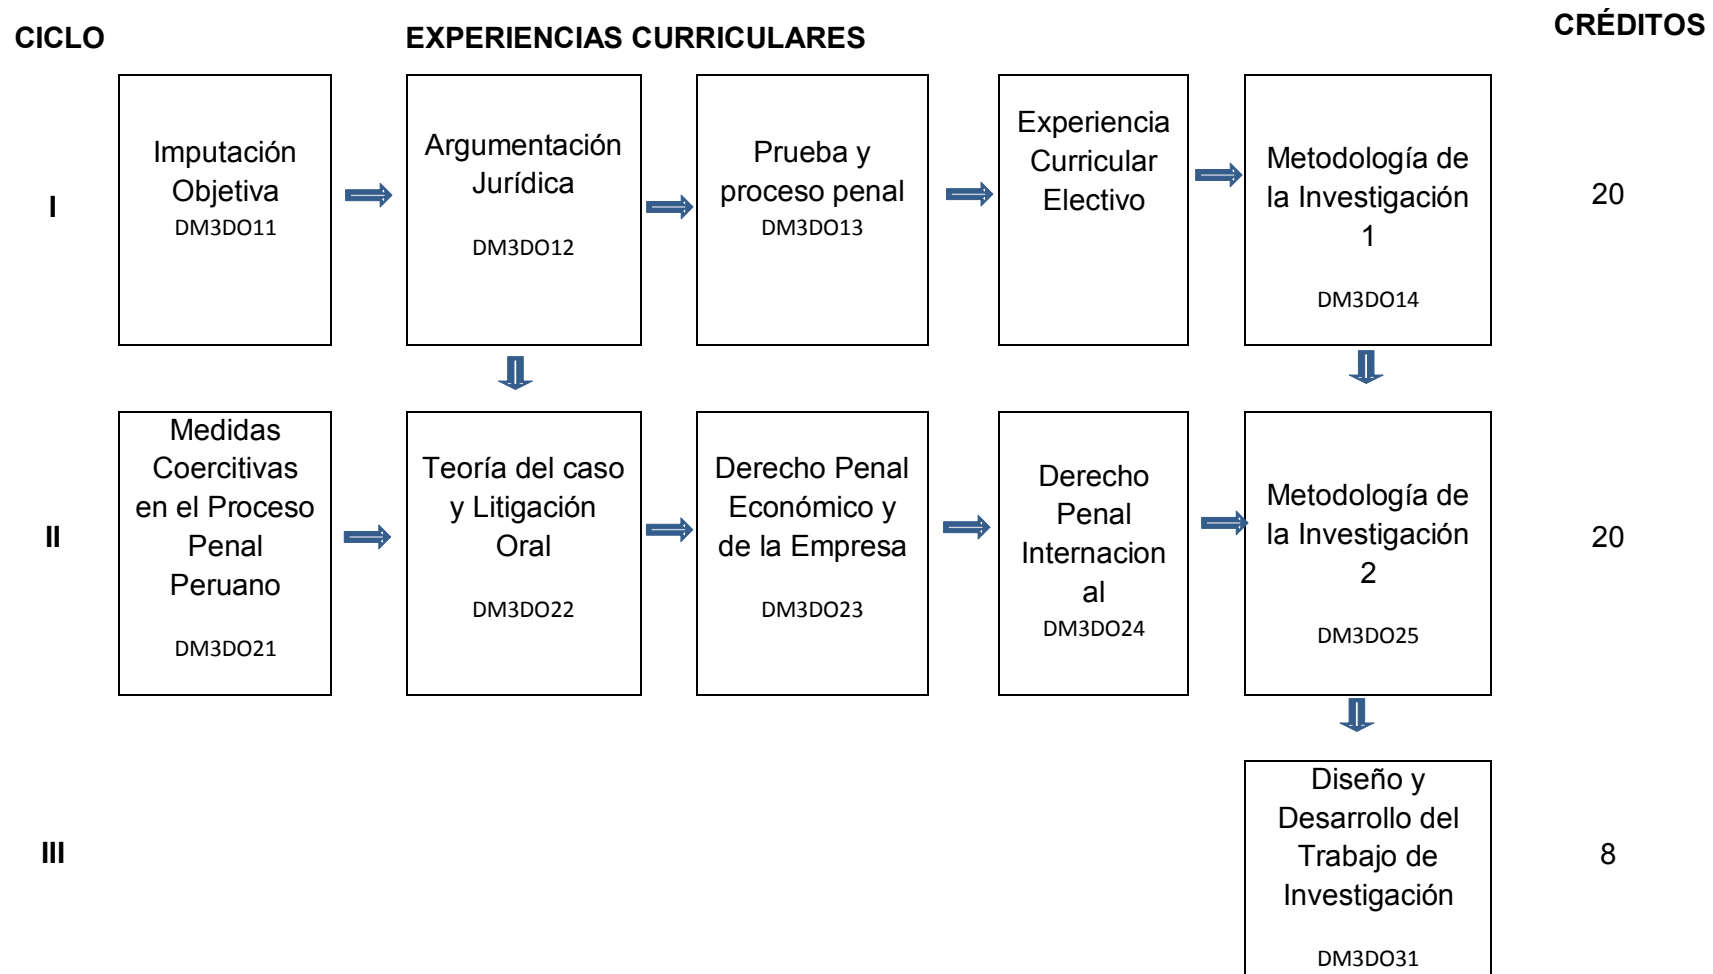 CICLO
EXPERIENCIAS CURRICULARES
CRÉDITOS
I
Imputación
Objetiva
DM3DO11
Argumentación
Jurídica
DM3DO12
Prueba y
proceso penal
DM3DO13
Experiencia
Curricular
Electivo
Metodología de
la Investigación
1
DM3DO14
20
II
Medidas
Coercitivas
en el Proceso
Penal
Peruano
DM3DO21
Teoría del caso
y Litigación
Oral
DM3DO22
Derecho Penal
Económico y
de la Empresa
DM3DO23
Derecho
Penal
Internacion
al
DM3DO24
Metodología de
la Investigación
2
DM3DO25
20
III
Diseño y
Desarrollo del
Trabajo de
Investigación
DM3DO31
8